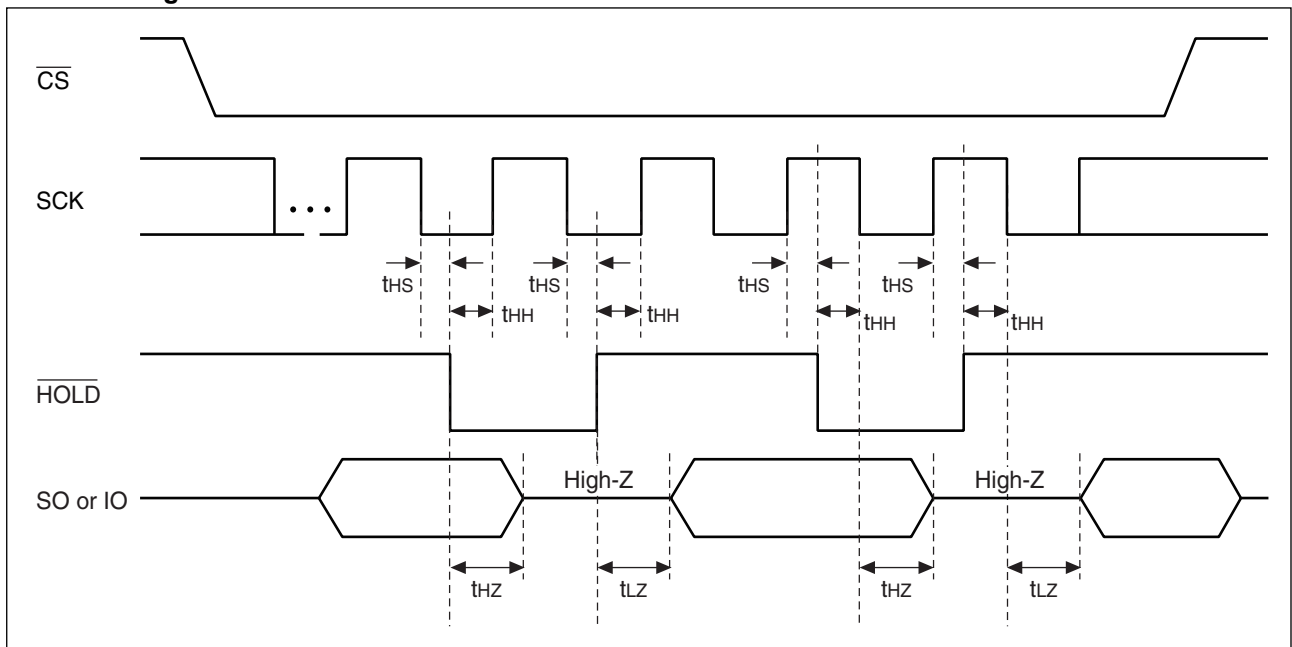 CS
SCK
...
tHS tHS tHS tHS
tHH tHH tHH tHH
HOLD
High-Z High-Z
SO or IO
tHZ tLZ tHZ tLZ